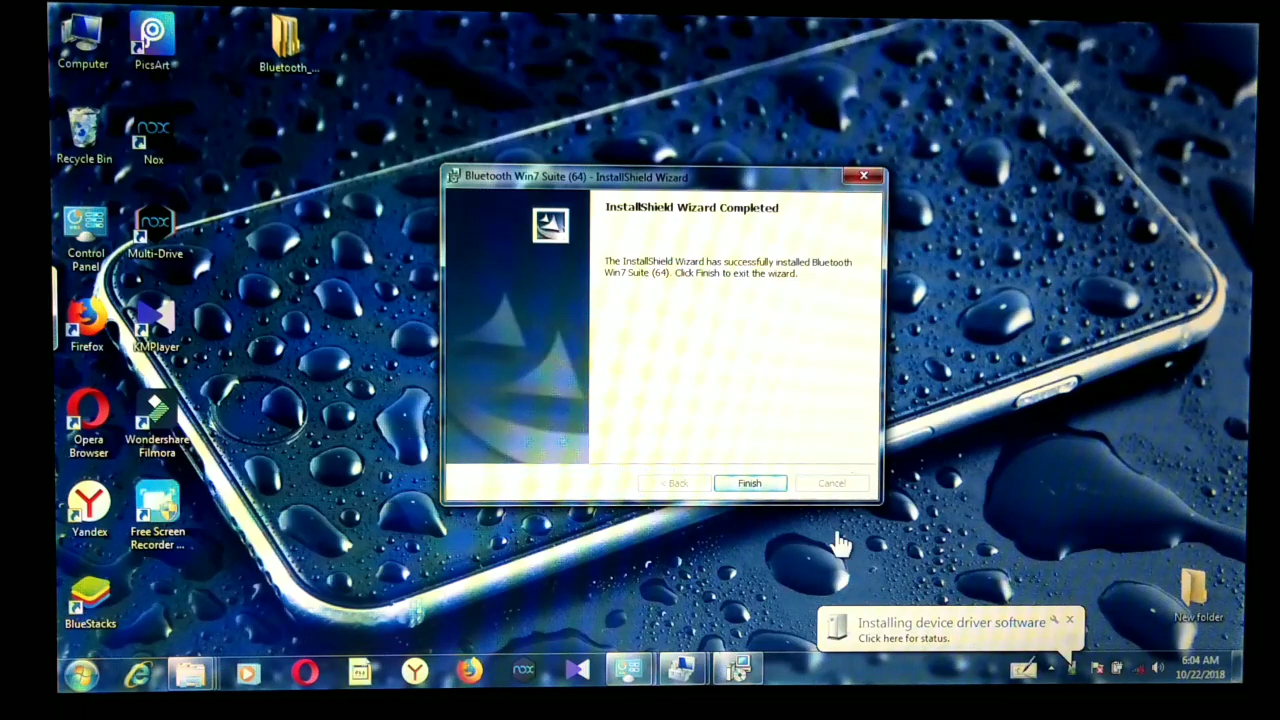 Computer
PicsArt
Bluetooth_...
Recycle Bin
nox
Nox
Control
Panel
nox
Multi-Drive
Firefox
KMPlayer
Opera
Browser
Wondershare
Filmora
Yandex
Free Screen
Recorder ...
BlueStacks
New folder
Bluetooth Win7 Suite (64) - InstallShield Wizard
InstallShield Wizard Completed
The InstallShield Wizard has successfully installed Bluetooth
Win7 Suite (64). Click Finish to exit the wizard.
< Back
Finish
Cancel
Installing device driver software
Click here for status.
nox
6:04 AM
10/22/2018